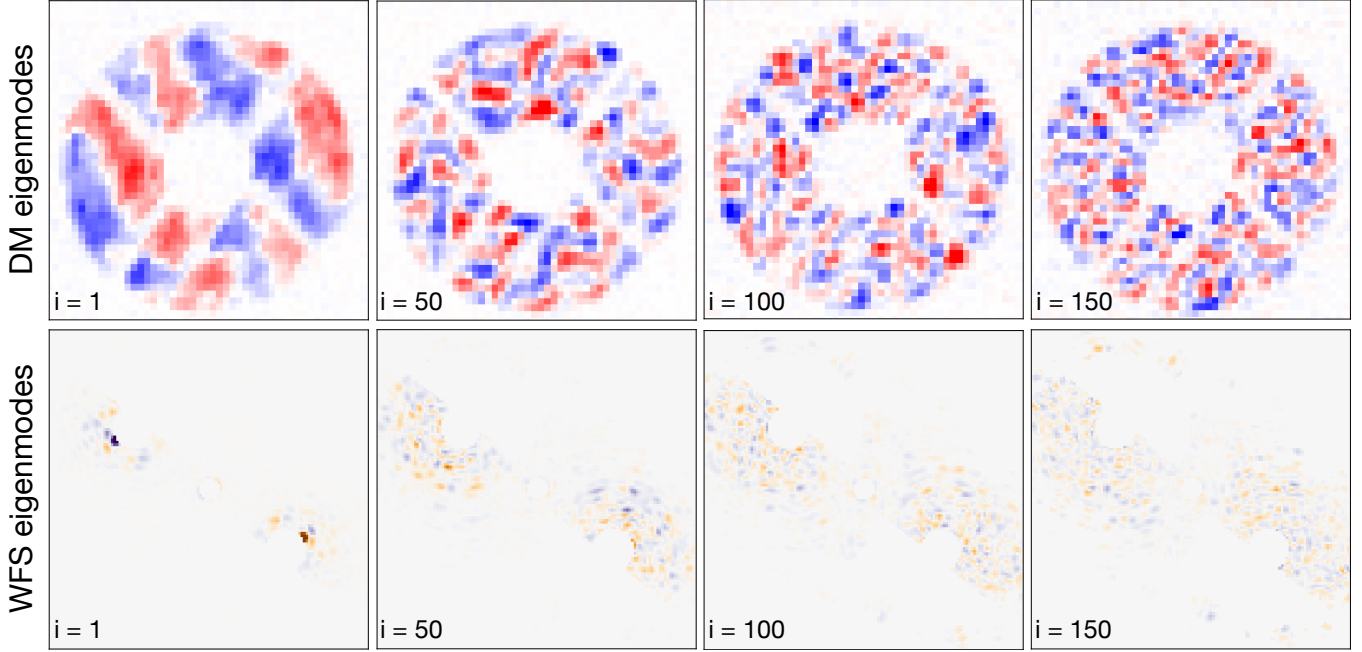 DM eigenmodes
i = 1
i = 50
i = 100
i = 150
WFS eigenmodes
i = 1
i = 50
i = 100
i = 150